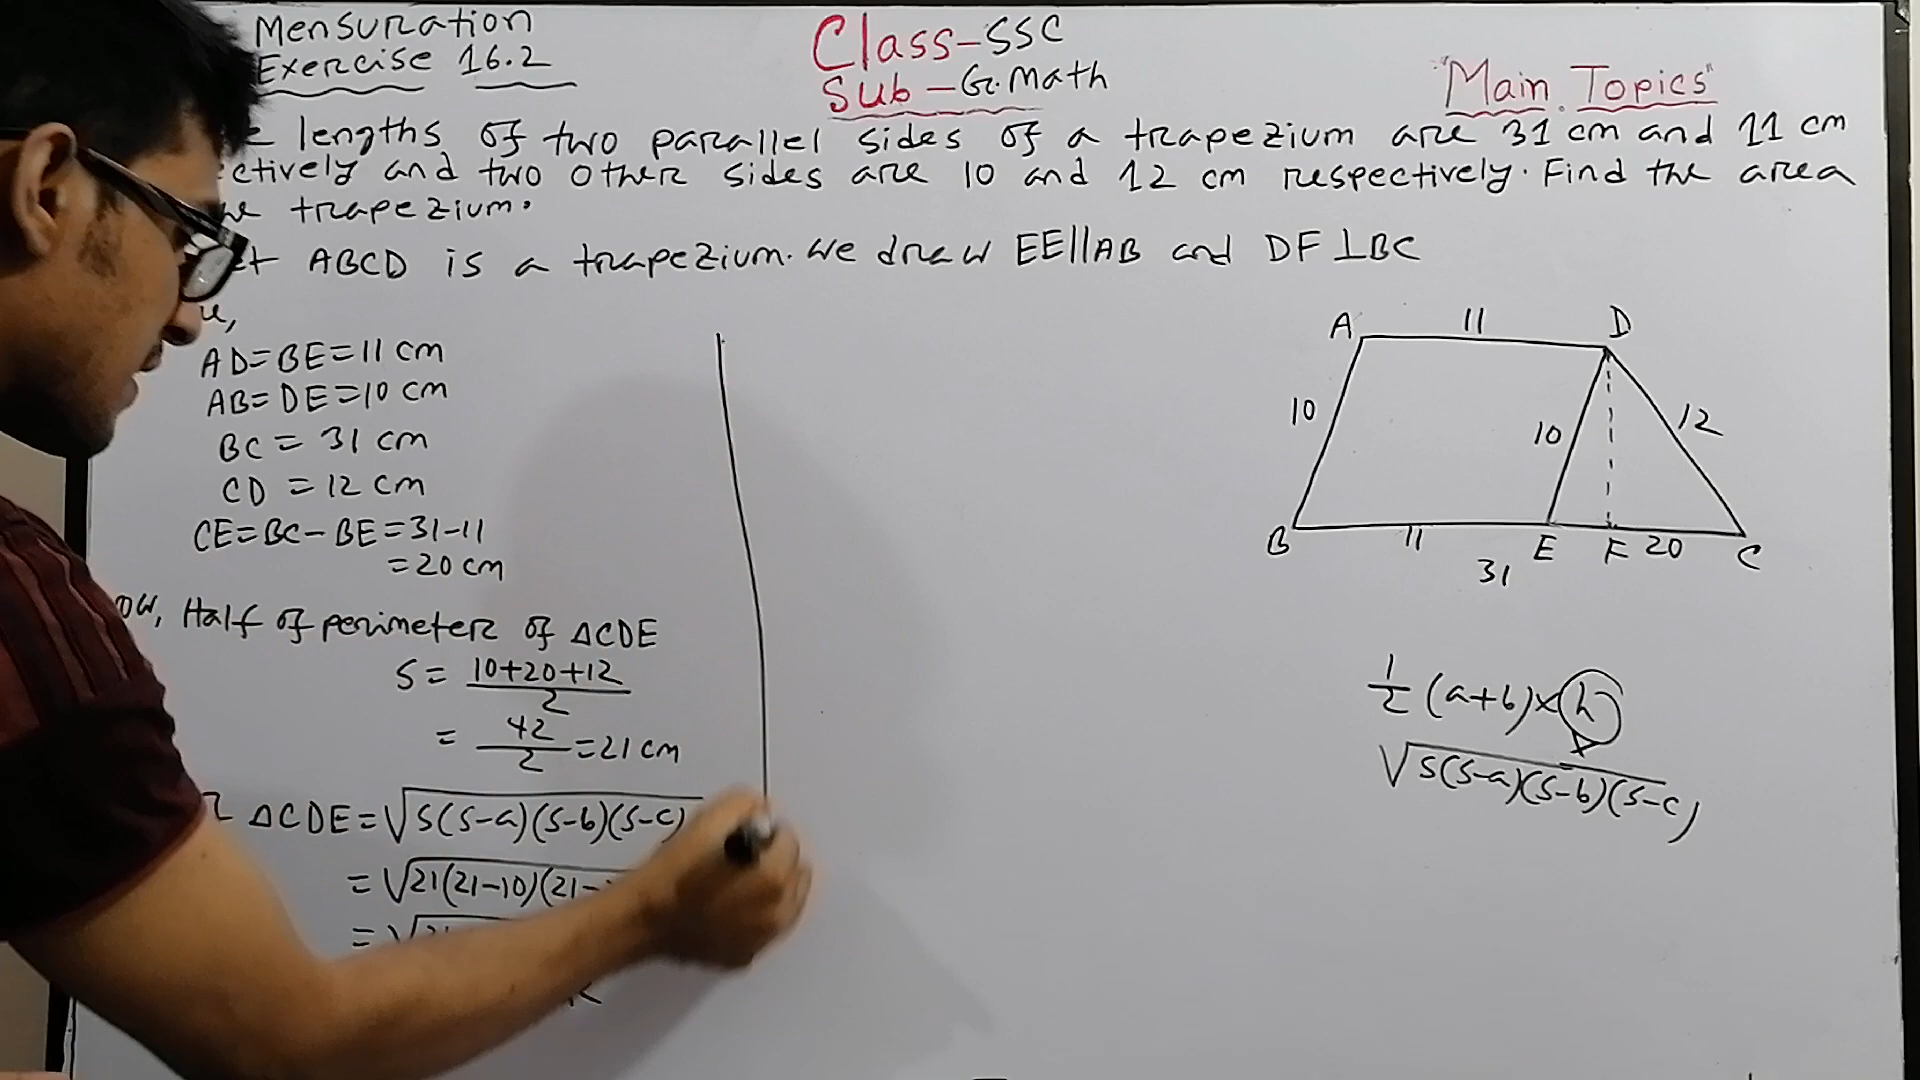 Mensuration
Exercise 16.2
Class-SSC
Sub-G.Math
"Main Topics"
lengths of two parallel sides of a trapezium are 31 cm and 11 cm
ctively and two other sides are 10 and 12 cm respectively. Find the area
trapezium.
ABCD is a trapezium. We draw EE||AB and DF⊥BC
AD=BE=11 cm
AB=DE=10 cm
BC = 31 cm
CD = 12 cm
CE=BC-BE=31-11
=20 cm
Half of perimeter of ΔCDE
S = 10+20+12 / 2
= 42/2 = 21 cm
ΔCDE = √s(s-a)(s-b)(s-c)
= √21(21-10)(21-
= √21
A 11 D
10 10 12
B 11 E F 20 C
31
1/2 (a+b)×h
√s(s-a)(s-b)(s-c)